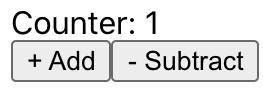 Counter: 1
+ Add - Subtract